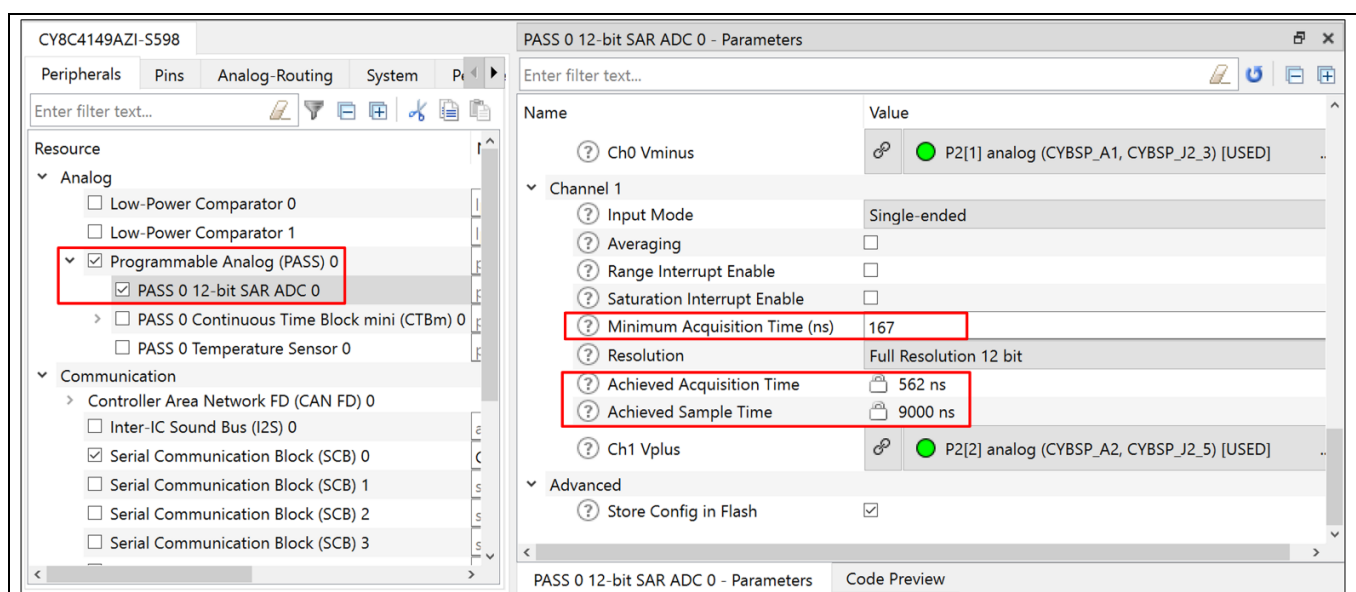 CY8C4149AZI-S598
Peripherals Pins Analog-Routing System
Enter filter text...
Resource
Analog
Low-Power Comparator 0
Low-Power Comparator 1
Programmable Analog (PASS) 0
PASS 0 12-bit SAR ADC 0
PASS 0 Continuous Time Block mini (CTBm) 0
PASS 0 Temperature Sensor 0
Communication
Controller Area Network FD (CAN FD) 0
Inter-IC Sound Bus (I2S) 0
Serial Communication Block (SCB) 0
Serial Communication Block (SCB) 1
Serial Communication Block (SCB) 2
Serial Communication Block (SCB) 3
PASS 0 12-bit SAR ADC 0 - Parameters
Enter filter text...
Name Value
Ch0 Vminus P2[1] analog (CYBSP_A1, CYBSP_J2_3) [USED] ..
Channel 1
Input Mode Single-ended
Averaging
Range Interrupt Enable
Saturation Interrupt Enable
Minimum Acquisition Time (ns) 167
Resolution Full Resolution 12 bit
Achieved Acquisition Time 562 ns
Achieved Sample Time 9000 ns
Ch1 Vplus P2[2] analog (CYBSP_A2, CYBSP_J2_5) [USED] ..
Advanced
Store Config in Flash
PASS 0 12-bit SAR ADC 0 - Parameters Code Preview